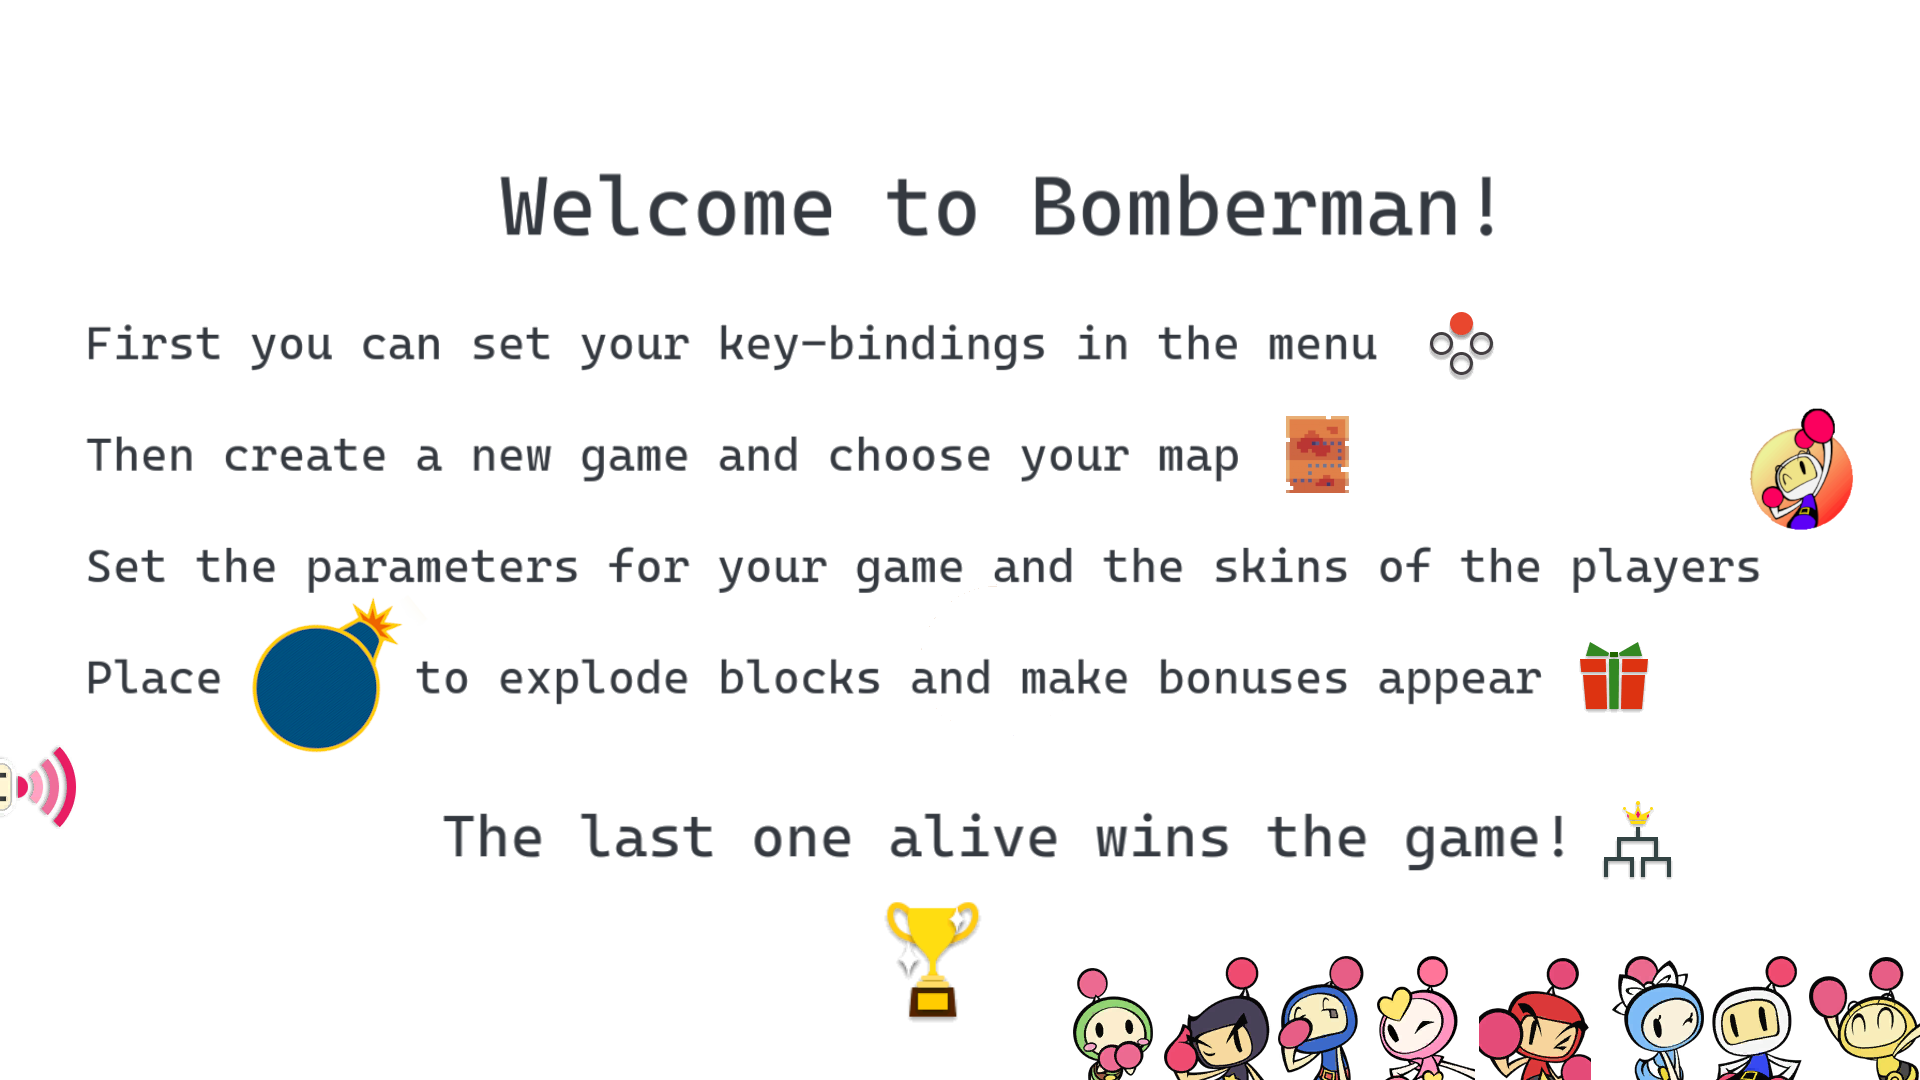 Welcome to Bomberman!
First you can set your key-bindings in the menu
Then create a new game and choose your map
Set the parameters for your game and the skins of the players
Place to explode blocks and make bonuses appear
The last one alive wins the game!